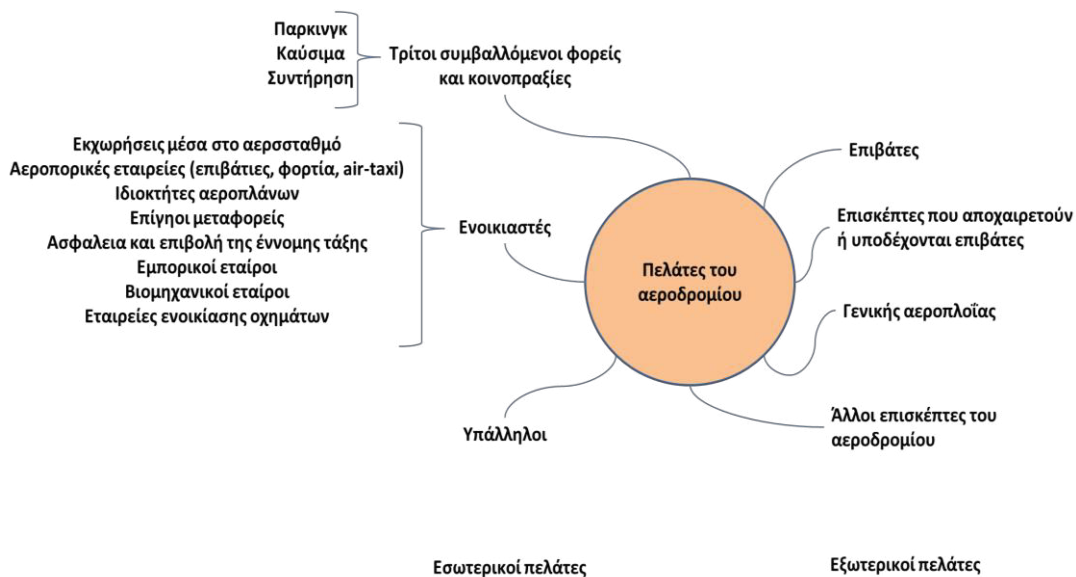 Παρκινγκ
Καύσιμα
Συντήρηση
Τρίτοι συμβαλλόμενοι φορείς
και κοινοπραξίες
Εκχωρήσεις μέσα στο αερσσταθμό
Αεροπορικές εταιρείες (επιβάτιες, φορτία, air-taxi)
Ιδιοκτήτες αεροπλάνων
Επίγηοι μεταφορείς
Ασφαλεια και επιβολή της έννομης τάξης
Εμπορικοί εταίροι
Βιομηχανικοί εταίροι
Εταιρείες ενοικίασης οχημάτων
Ενοικιαστές
Υπάλληλοι
Πελάτες του
αεροδρομίου
Επιβάτες
Επισκέπτες που αποχαιρετούν
ή υποδέχονται επιβάτες
Γενικής αεροπλοΐας
Άλλοι επισκέπτες του
αεροδρομίου
Εσωτερικοί πελάτες
Εξωτερικοί πελάτες